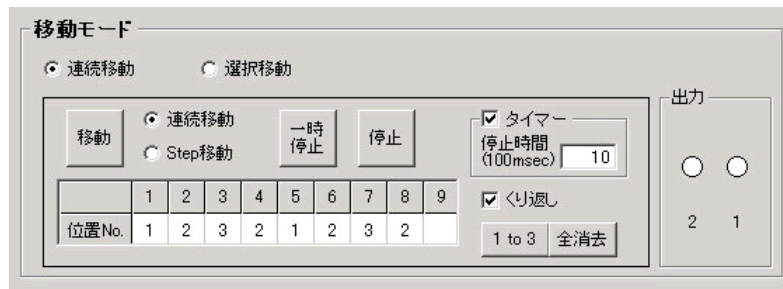 移動モード
連続移動 選択移動
移動
連続移動
Step移動
一時
停止
停止
タイマー
停止時間
(100msec) 10
1 2 3 4 5 6 7 8 9
位置No. 1 2 3 2 1 2 3 2
くり返し
1 to 3 全消去
出力
2 1